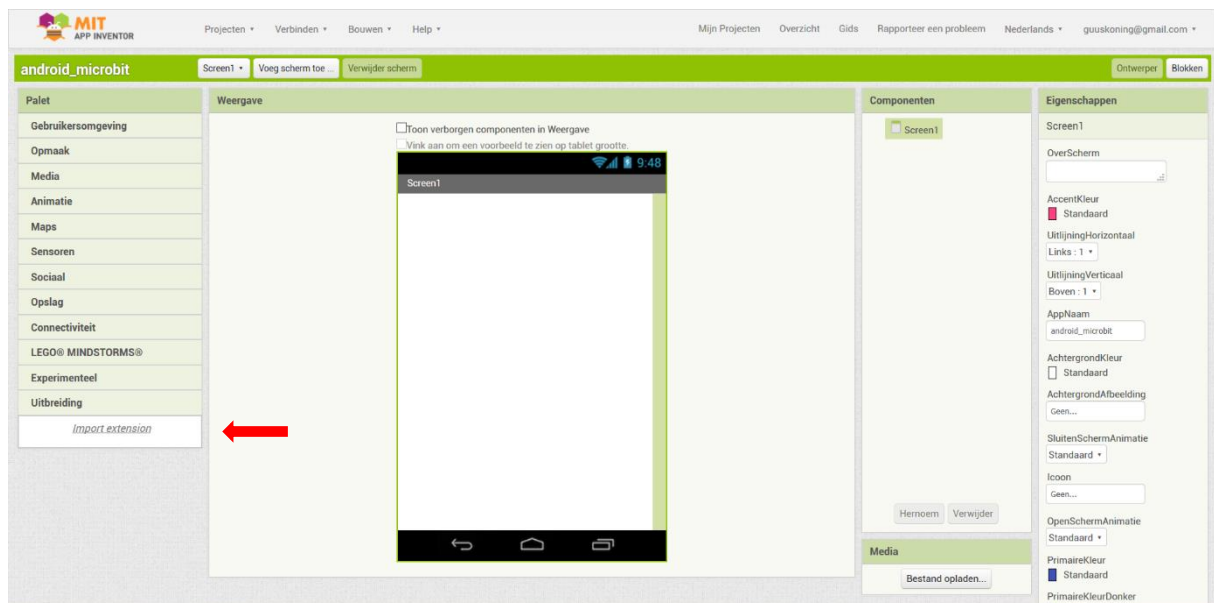 MIT
APP INVENTOR
Projecten
Verbinden
Bouwen
Help
Mijn Projecten
Overzicht
Gids
Rapporteer een probleem
Nederlands
guuskoning@gmail.com
android_microbit
Screen1
Voeg scherm toe ...
Verwijder scherm
Ontwerper
Blokken
Palet
Gebruikersomgeving
Opmaak
Media
Animatie
Maps
Sensoren
Sociaal
Opslag
Connectiviteit
LEGO® MINDSTORMS®
Experimenteel
Uitbreiding
Import extension
Weergave
Toon verborgen componenten in Weergave
Vink aan om een voorbeeld te zien op tablet grootte.
9:48
Screen1
Componenten
Screen1
Hernoem
Verwijder
Media
Bestand opladen...
Eigenschappen
Screen1
OverScherm
AccentKleur
Standaard
UitlijningHorizontaal
Links : 1
UitlijningVerticaal
Boven : 1
AppNaam
android_microbit
AchtergrondKleur
Standaard
AchtergrondAfbeelding
Geen...
SluitenSchermAnimatie
Standaard
Icoon
Geen...
OpenSchermAnimatie
Standaard
PrimaireKleur
Standaard
PrimaireKleurDonker